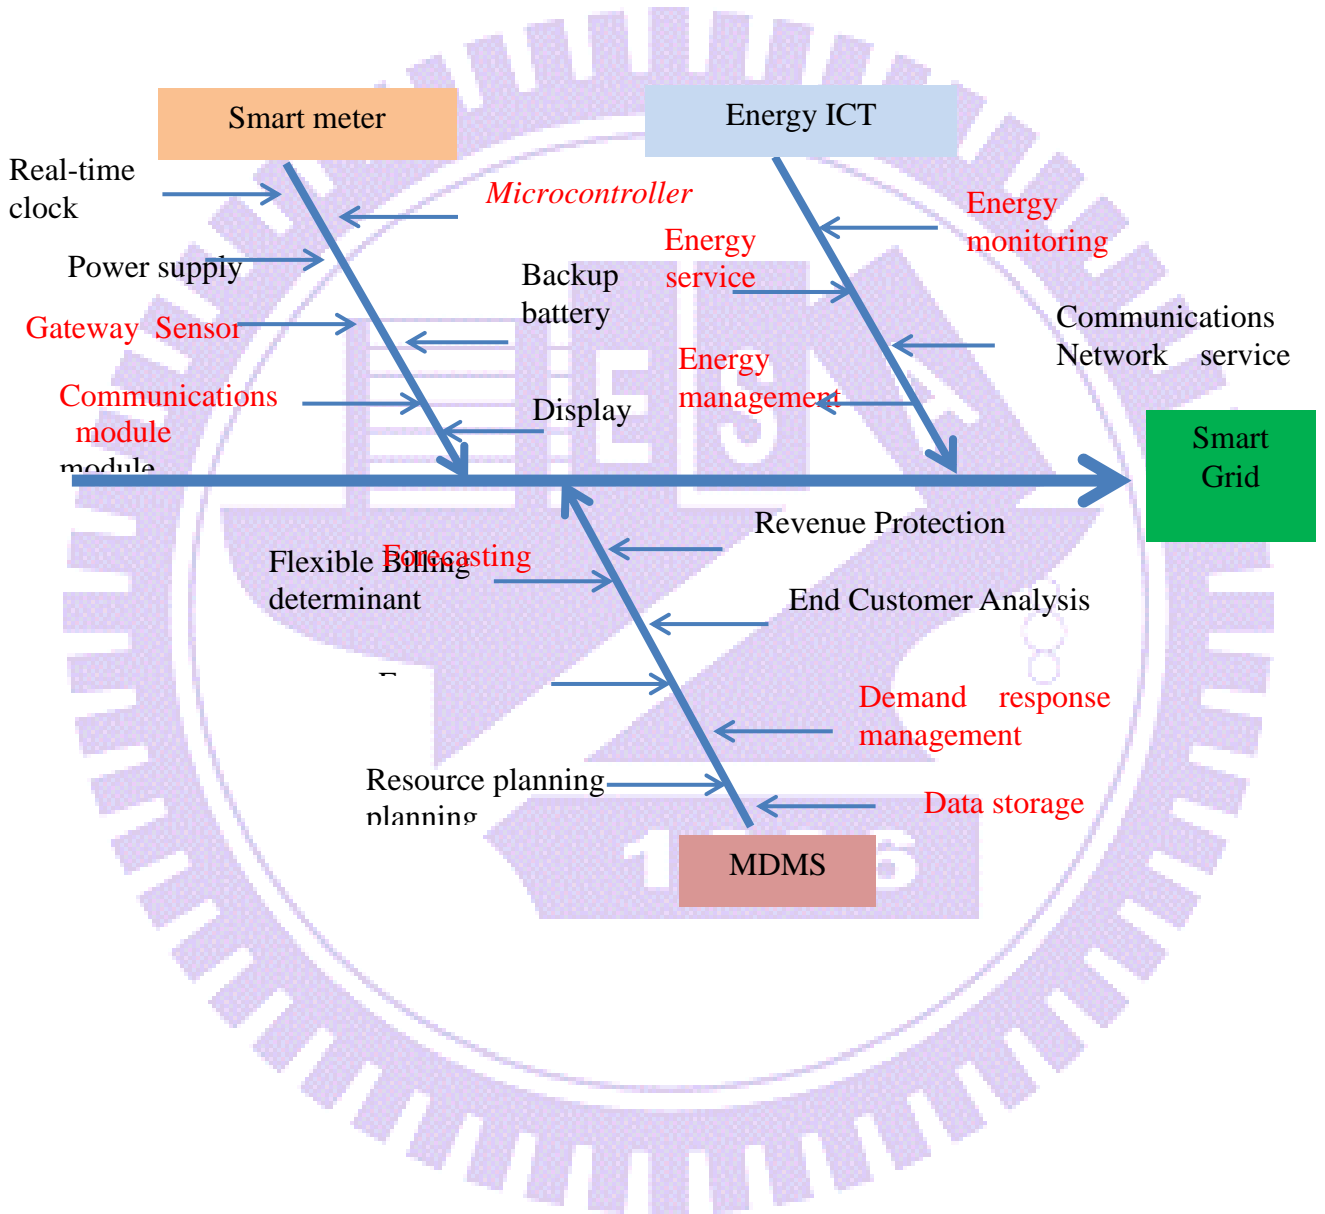 Smart meter
Energy ICT
Real-time
clock
Microcontroller
Energy
monitoring
Energy
service
Power supply
Backup
battery
Gateway Sensor
Communications
Network service
Energy
management
Communications
module
module
Display
Smart
Grid
Revenue Protection
Forecasting
Flexible Billing
determinant
End Customer Analysis
Demand response
management
Resource planning
planning
Data storage
MDMS